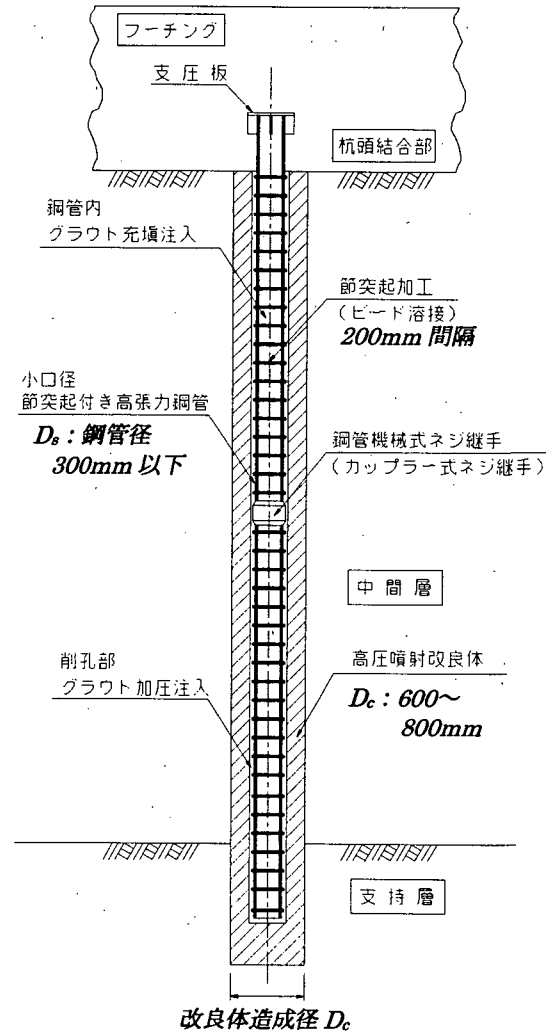 フーチング
支圧板
杭頭結合部
鋼管内
グラウト充填注入
節突起加工
(ビード溶接)
200mm 間隔
小口径
節突起付き高張力鋼管
Ds：鋼管径
300mm 以下
鋼管機械式ネジ継手
(カップラー式ネジ継手)
中間層
削孔部
グラウト加圧注入
高圧噴射改良体
Dc：600～
800mm
支持層
改良体造成径 Dc